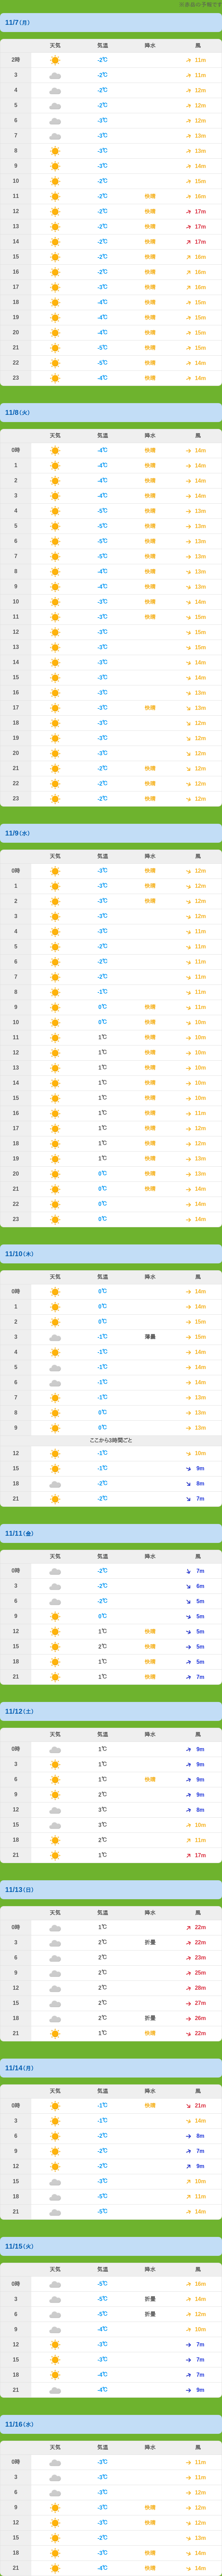 ※表高の予報です
11/7(月)
天気 気温 降水 風
2時 -2℃ 11m
3 -2℃ 11m
4 -2℃ 12m
5 -2℃ 12m
6 -3℃ 12m
7 -3℃ 13m
8 -3℃ 13m
9 -3℃ 14m
10 -2℃ 15m
11 -2℃ 快晴 16m
12 -2℃ 快晴 17m
13 -2℃ 快晴 17m
14 -2℃ 快晴 17m
15 -2℃ 快晴 16m
16 -2℃ 快晴 16m
17 -3℃ 快晴 16m
18 -4℃ 快晴 15m
19 -4℃ 快晴 15m
20 -4℃ 快晴 15m
21 -5℃ 快晴 15m
22 -5℃ 快晴 14m
23 -4℃ 快晴 14m
11/8(火)
天気 気温 降水 風
0時 -4℃ 快晴 14m
1 -4℃ 快晴 14m
2 -4℃ 快晴 14m
3 -4℃ 快晴 14m
4 -5℃ 快晴 13m
5 -5℃ 快晴 13m
6 -5℃ 快晴 13m
7 -5℃ 快晴 13m
8 -4℃ 快晴 13m
9 -4℃ 快晴 13m
10 -3℃ 快晴 14m
11 -3℃ 快晴 15m
12 -3℃ 15m
13 -3℃ 15m
14 -3℃ 14m
15 -3℃ 14m
16 -3℃ 13m
17 -3℃ 快晴 13m
18 -3℃ 12m
19 -3℃ 12m
20 -3℃ 12m
21 -2℃ 快晴 12m
22 -2℃ 快晴 12m
23 -2℃ 快晴 12m
11/9(水)
天気 気温 降水 風
0時 -3℃ 快晴 12m
1 -3℃ 快晴 12m
2 -3℃ 快晴 12m
3 -3℃ 12m
4 -3℃ 11m
5 -2℃ 11m
6 -2℃ 11m
7 -2℃ 11m
8 -1℃ 11m
9 0℃ 快晴 11m
10 0℃ 快晴 10m
11 1℃ 快晴 10m
12 1℃ 快晴 10m
13 1℃ 快晴 10m
14 1℃ 快晴 10m
15 1℃ 快晴 10m
16 1℃ 快晴 11m
17 1℃ 快晴 12m
18 1℃ 快晴 12m
19 1℃ 快晴 13m
20 0℃ 快晴 13m
21 0℃ 快晴 14m
22 0℃ 14m
23 0℃ 14m
11/10(木)
天気 気温 降水 風
0時 0℃ 14m
1 0℃ 14m
2 0℃ 15m
3 -1℃ 薄曇 15m
4 -1℃ 14m
5 -1℃ 14m
6 -1℃ 14m
7 -1℃ 13m
8 0℃ 13m
9 0℃ 13m
ここから3時間ごと
12 -1℃ 10m
15 -1℃ 9m
18 -2℃ 8m
21 -2℃ 7m
11/11(金)
天気 気温 降水 風
0時 -2℃ 7m
3 -2℃ 6m
6 -2℃ 5m
9 0℃ 5m
12 1℃ 快晴 5m
15 2℃ 快晴 5m
18 1℃ 快晴 5m
21 1℃ 快晴 7m
11/12(土)
天気 気温 降水 風
0時 1℃ 9m
3 1℃ 9m
6 1℃ 快晴 9m
9 2℃ 9m
12 3℃ 8m
15 3℃ 10m
18 2℃ 11m
21 1℃ 17m
11/13(日)
天気 気温 降水 風
0時 1℃ 22m
3 2℃ 折曇 22m
6 2℃ 23m
9 2℃ 25m
12 2℃ 28m
15 2℃ 27m
18 2℃ 折曇 26m
21 1℃ 快晴 22m
11/14(月)
天気 気温 降水 風
0時 -1℃ 快晴 21m
3 -1℃ 14m
6 -2℃ 8m
9 -2℃ 7m
12 -2℃ 9m
15 -3℃ 10m
18 -5℃ 11m
21 -5℃ 14m
11/15(火)
天気 気温 降水 風
0時 -5℃ 16m
3 -5℃ 折曇 14m
6 -5℃ 折曇 12m
9 -4℃ 10m
12 -3℃ 7m
15 -3℃ 7m
18 -4℃ 7m
21 -4℃ 9m
11/16(水)
天気 気温 降水 風
0時 -3℃ 11m
3 -3℃ 11m
6 -3℃ 12m
9 -3℃ 快晴 12m
12 -3℃ 快晴 12m
15 -2℃ 13m
18 -3℃ 快晴 14m
21 -4℃ 快晴 14m